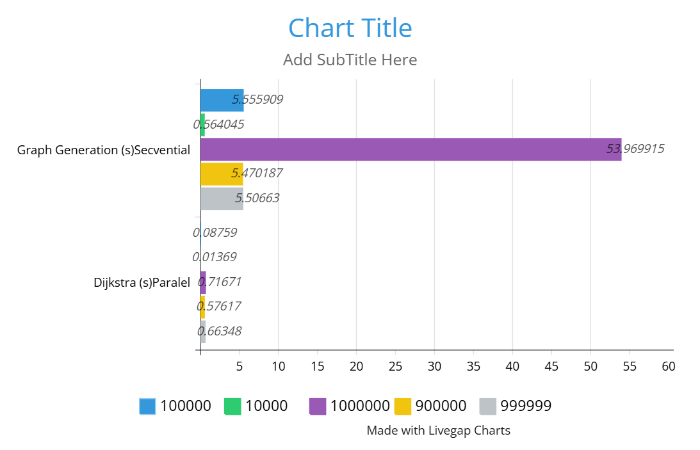 Chart Title
Add SubTitle Here
5.555909
0.564045
Graph Generation (s)Secvential
53.969915
5.470187
5.50663
0.08759
0.01369
Dijkstra (s)Paralel
0.71671
0.57617
0.66348
5 10 15 20 25 30 35 40 45 50 55 60
100000 10000 1000000 900000 999999
Made with Livegap Charts